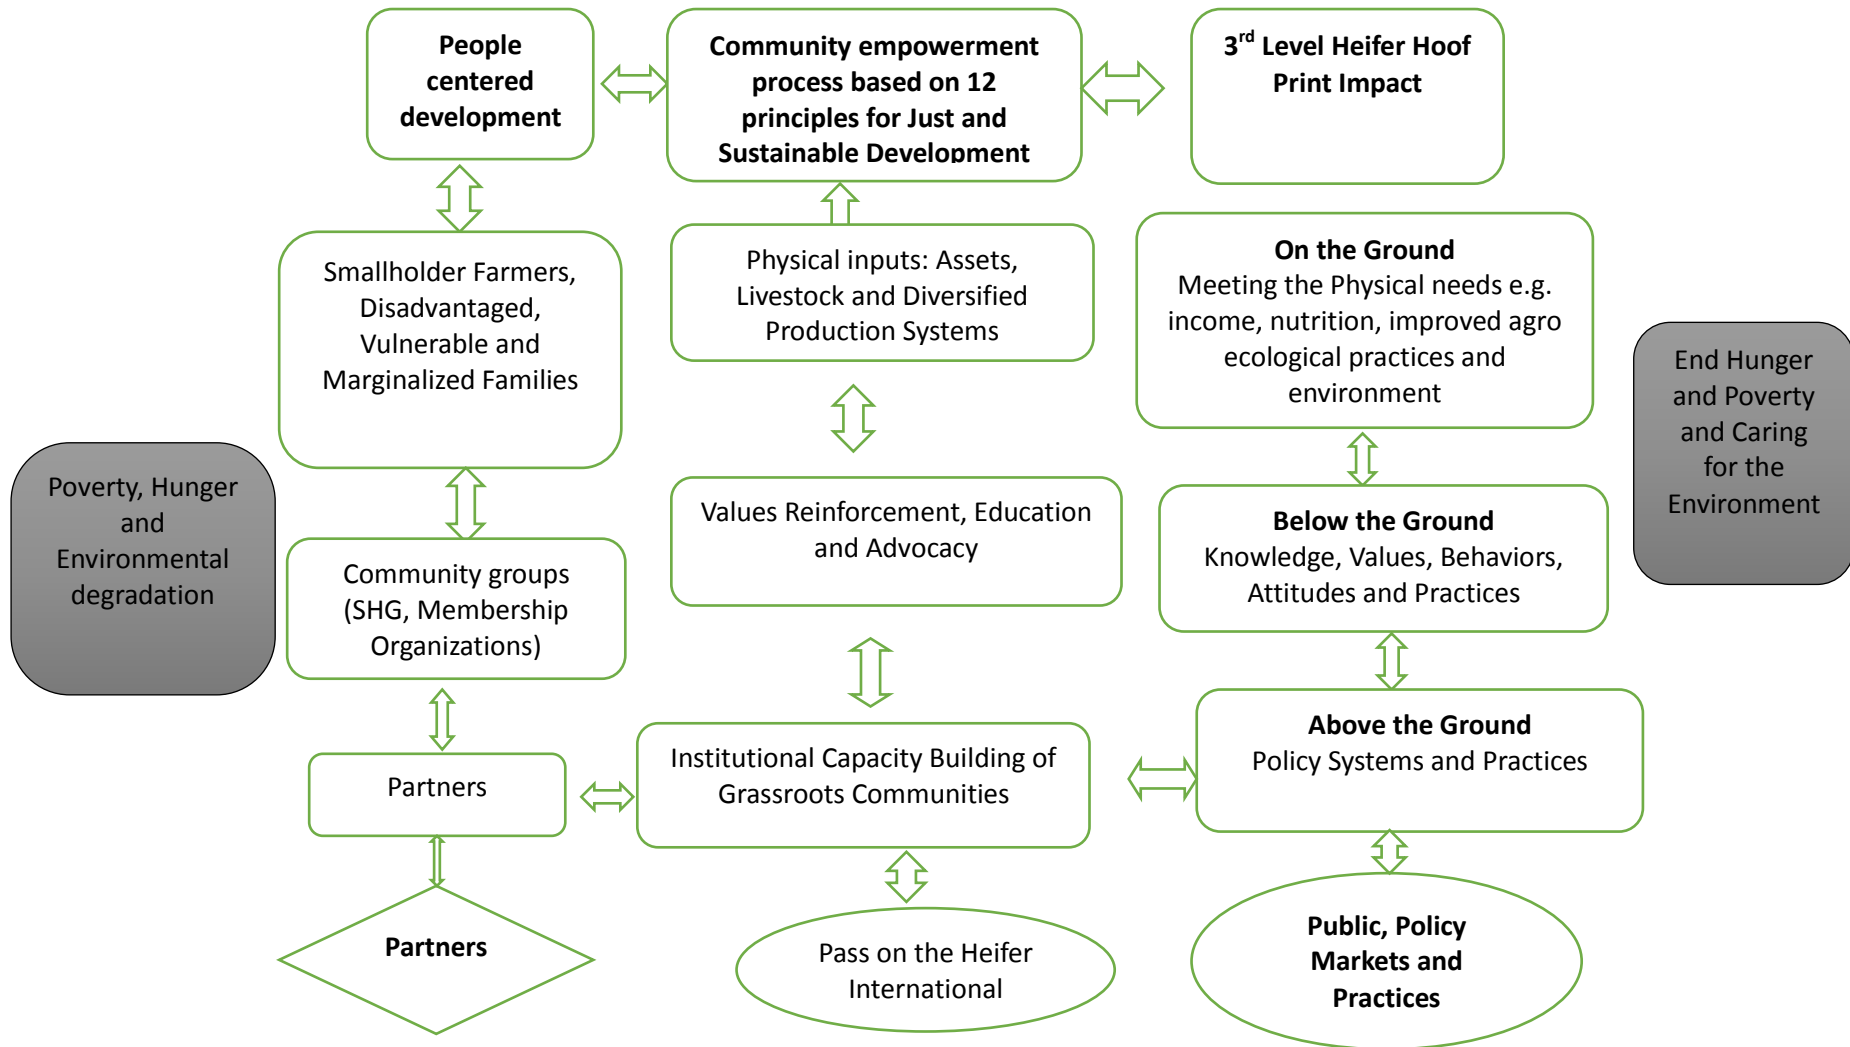 People
centered
development
Community empowerment
process based on 12
principles for Just and
Sustainable Development
3rd Level Heifer Hoof
Print Impact
Smallholder Farmers,
Disadvantaged,
Vulnerable and
Marginalized Families
Physical inputs: Assets,
Livestock and Diversified
Production Systems
On the Ground
Meeting the Physical needs e.g.
income, nutrition, improved agro
ecological practices and
environment
End Hunger
and Poverty
and Caring
for the
Environment
Poverty, Hunger
and
Environmental
degradation
Values Reinforcement, Education
and Advocacy
Below the Ground
Knowledge, Values, Behaviors,
Attitudes and Practices
Community groups
(SHG, Membership
Organizations)
Partners
Institutional Capacity Building of
Grassroots Communities
Above the Ground
Policy Systems and Practices
Partners
Pass on the Heifer
International
Public, Policy
Markets and
Practices